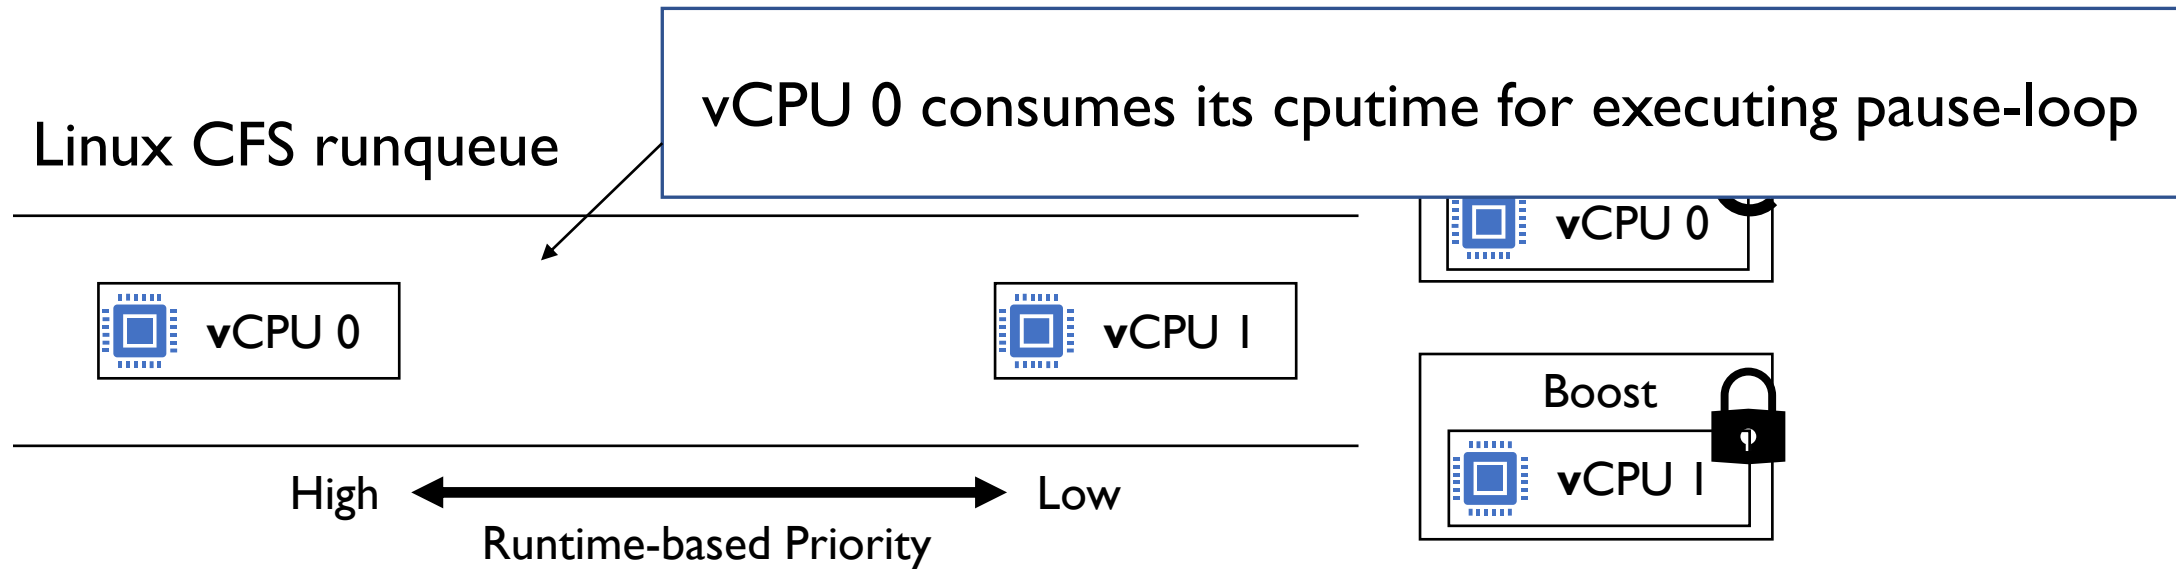 vCPU 0 consumes its cputime for executing pause-loop
Linux CFS runqueue
vCPU 0
vCPU 0
vCPU 1
Boost
vCPU 1
High
Low
Runtime-based Priority